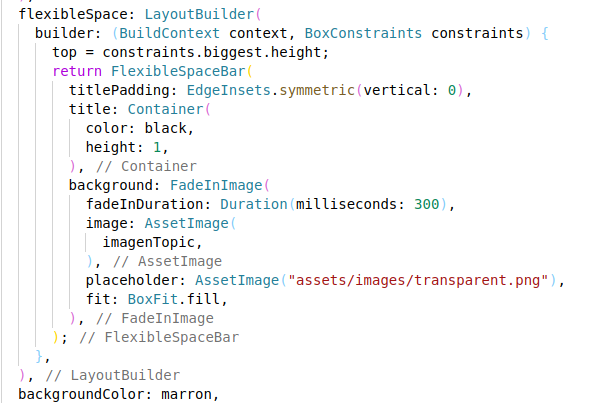 flexibleSpace: LayoutBuilder(
  builder: (BuildContext context, BoxConstraints constraints) {
    top = constraints.biggest.height;
    return FlexibleSpaceBar(
      titlePadding: EdgeInsets.symmetric(vertical: 0),
      title: Container(
        color: black,
        height: 1,
      ), // Container
      background: FadeInImage(
        fadeInDuration: Duration(milliseconds: 300),
        image: AssetImage(
          imagenTopic,
        ), // AssetImage
        placeholder: AssetImage("assets/images/transparent.png"),
        fit: BoxFit.fill,
      ), // FadeInImage
    ); // FlexibleSpaceBar
  },
), // LayoutBuilder
backgroundColor: marron,